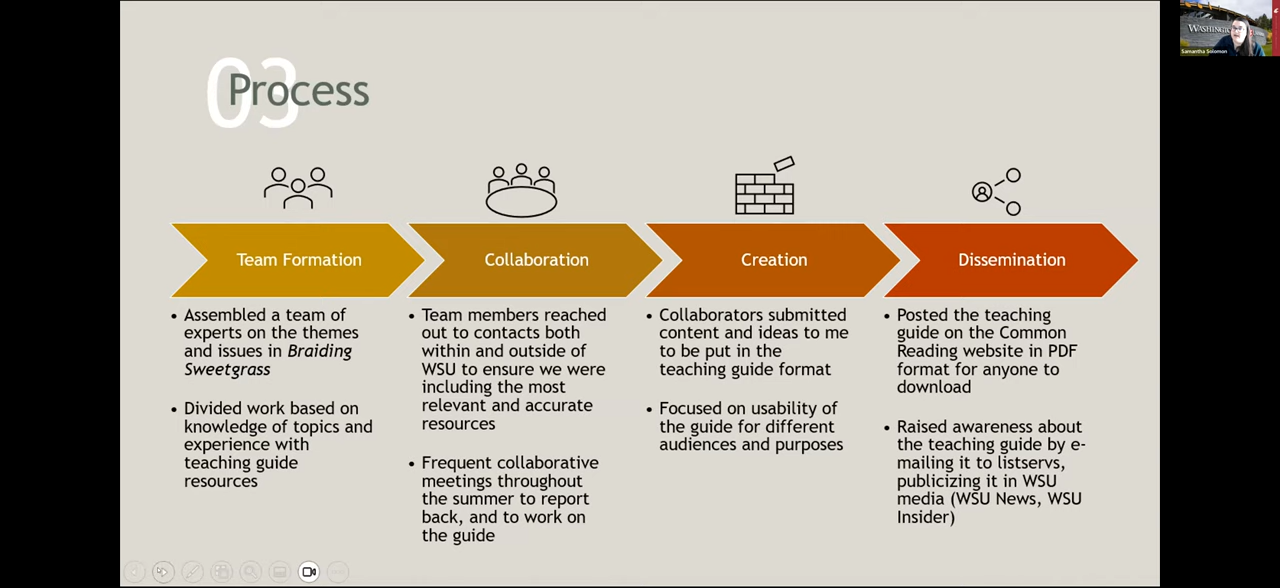 03
Process
Team Formation
Collaboration
Creation
Dissemination
• Assembled a team of
experts on the themes
and issues in Braiding
Sweetgrass
• Divided work based on
knowledge of topics and
experience with
teaching guide
resources
• Team members reached
out to contacts both
within and outside of
WSU to ensure we were
including the most
relevant and accurate
resources
• Frequent collaborative
meetings throughout
the summer to report
back, and to work on
the guide
• Collaborators submitted
content and ideas to me
to be put in the
teaching guide format
• Focused on usability of
the guide for different
audiences and purposes
• Posted the teaching
guide on the Common
Reading website in PDF
format for anyone to
download
• Raised awareness about
the teaching guide by e-
mailing it to listservs,
publicizing it in WSU
media (WSU News, WSU
Insider)
Samantha Solomon